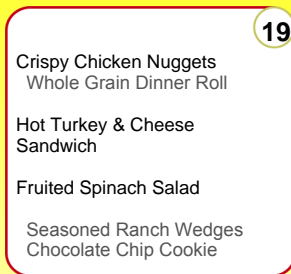 19
Crispy Chicken Nuggets
Whole Grain Dinner Roll
Hot Turkey & Cheese
Sandwich
Fruited Spinach Salad
Seasoned Ranch Wedges
Chocolate Chip Cookie